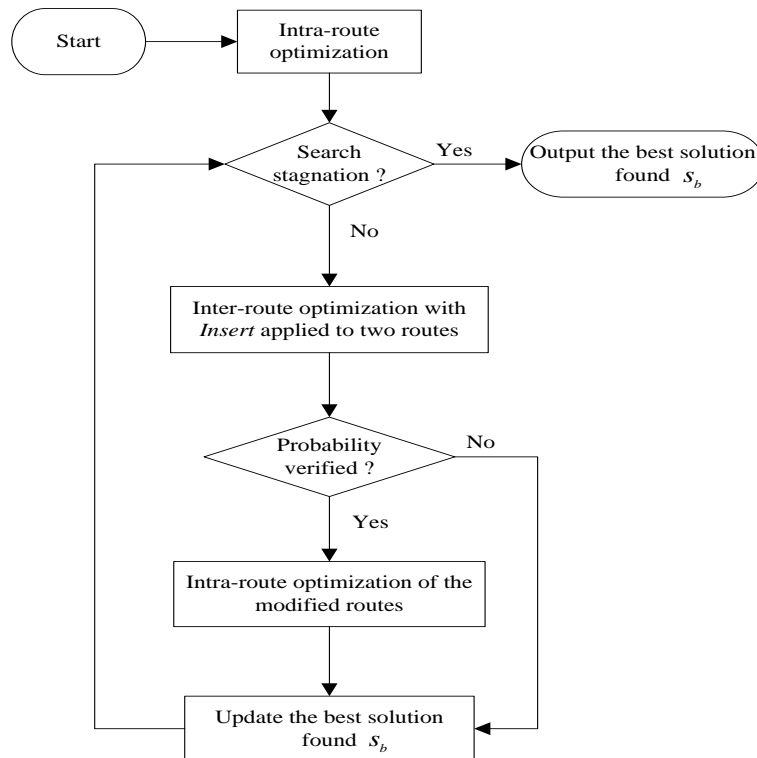 Start
Intra-route
optimization
Search
stagnation ?
Yes
Output the best solution
found s_b
No
Inter-route optimization with
Insert applied to two routes
Probability
verified ?
No
Yes
Intra-route optimization of the
modified routes
Update the best solution
found s_b